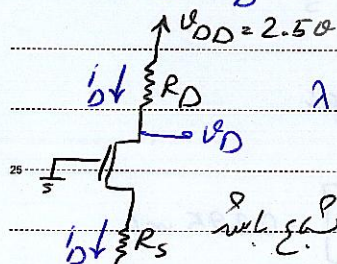 V_DD = 2.5v
i_D ↓ R_D λ
v_D
25
i_D ↓ R_S